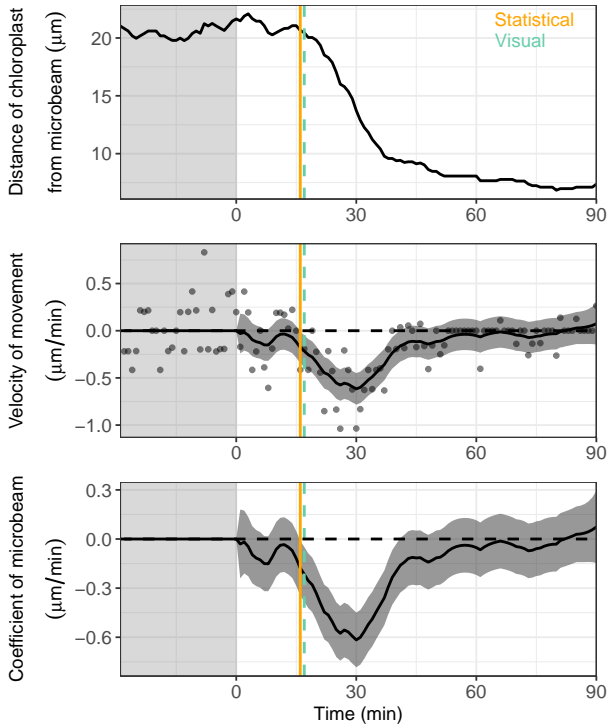 Distance of chloroplast
from microbeam (μm)
20
15
10
Statistical
Visual
0
30
60
90
Velocity of movement
(μm/min)
0.5
0.0
−0.5
−1.0
0
30
60
90
Coefficient of microbeam
(μm/min)
0.3
0.0
−0.3
−0.6
0
30
60
90
Time (min)